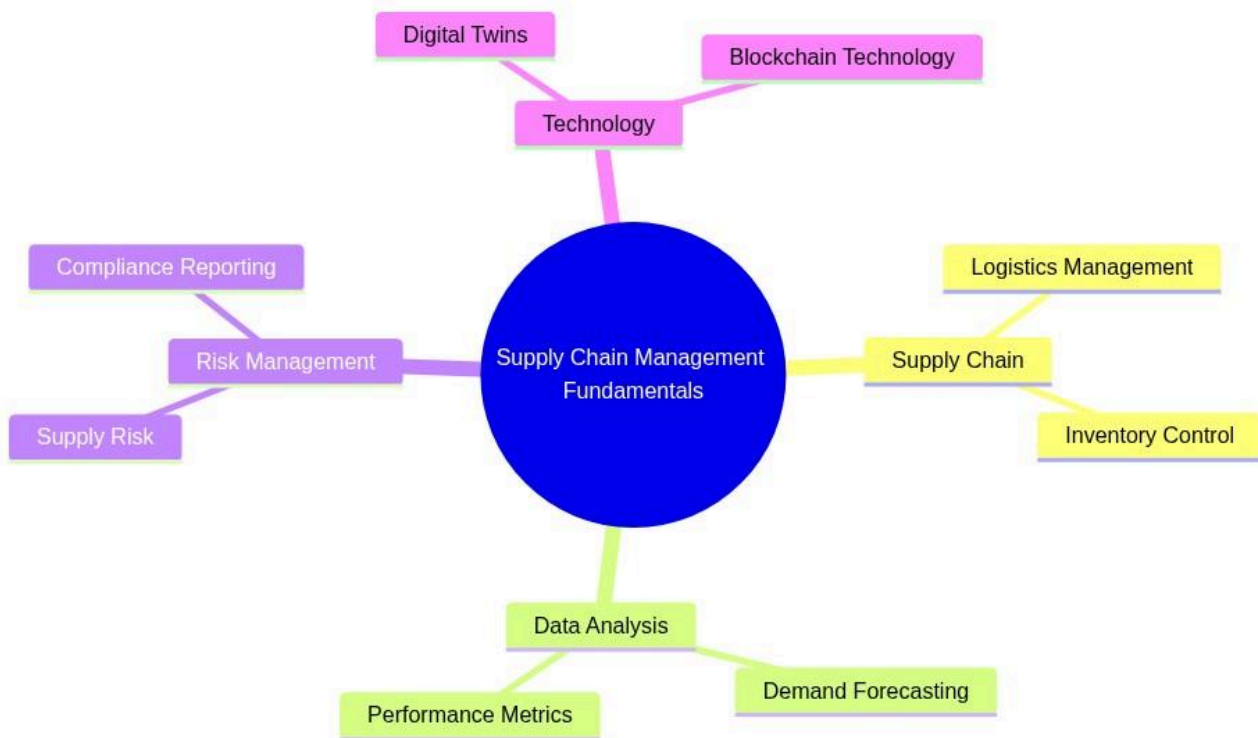 Digital Twins
Blockchain Technology
Technology
Compliance Reporting
Logistics Management
Risk Management
Supply Chain Management
Fundamentals
Supply Chain
Supply Risk
Inventory Control
Data Analysis
Performance Metrics
Demand Forecasting